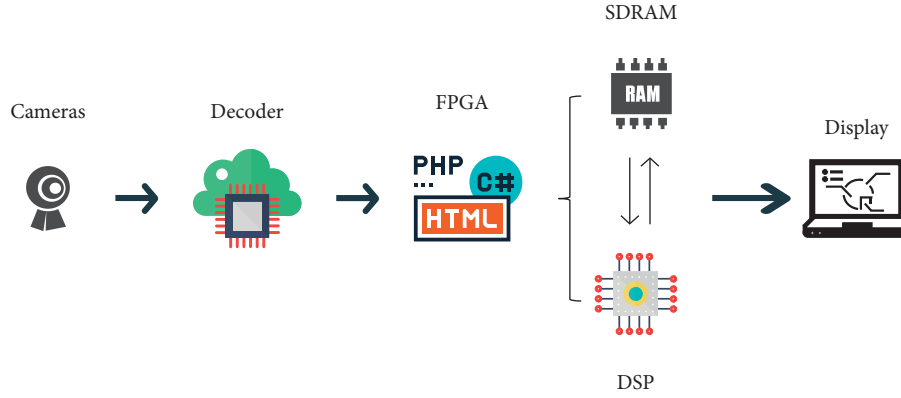 Cameras
Decoder
FPGA
PHP
C#
HTML
SDRAM
RAM
DSP
Display